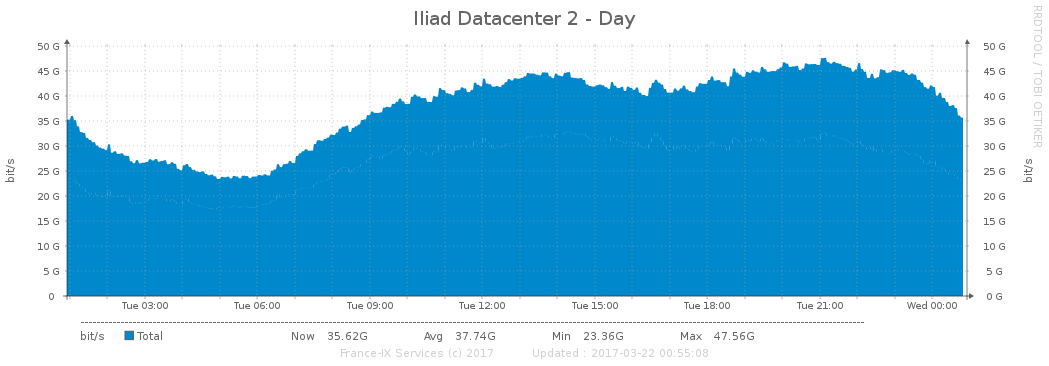 Iliad Datacenter 2 - Day
RRDTOOL / TOBI OETIKER
50 G 50 G
45 G 45 G
40 G 40 G
35 G 35 G
30 G 30 G
25 G 25 G
20 G 20 G
15 G 15 G
10 G 10 G
5 G 5 G
0 0 G
bit/s bit/s
Tue 03:00 Tue 06:00 Tue 09:00 Tue 12:00 Tue 15:00 Tue 18:00 Tue 21:00 Wed 00:00
bit/s Total Now 35.62G Avg 37.74G Min 23.36G Max 47.56G
France-IX Services (c) 2017 Updated : 2017-03-22 00:55:08